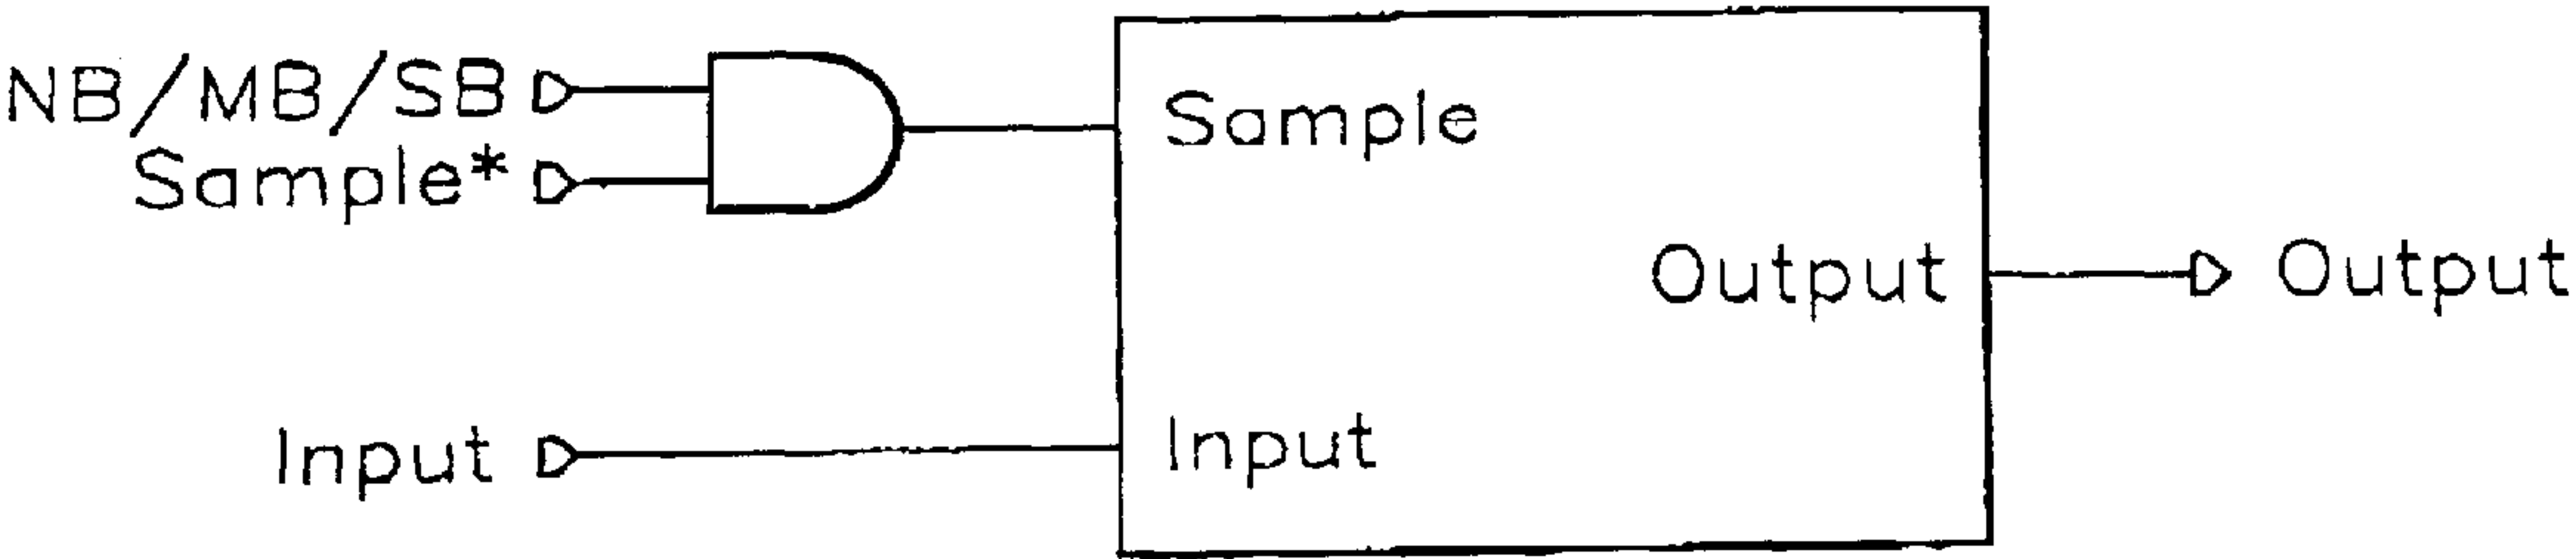 NB/MB/SB
Sample*
Sample
Output
Output
Input
Input